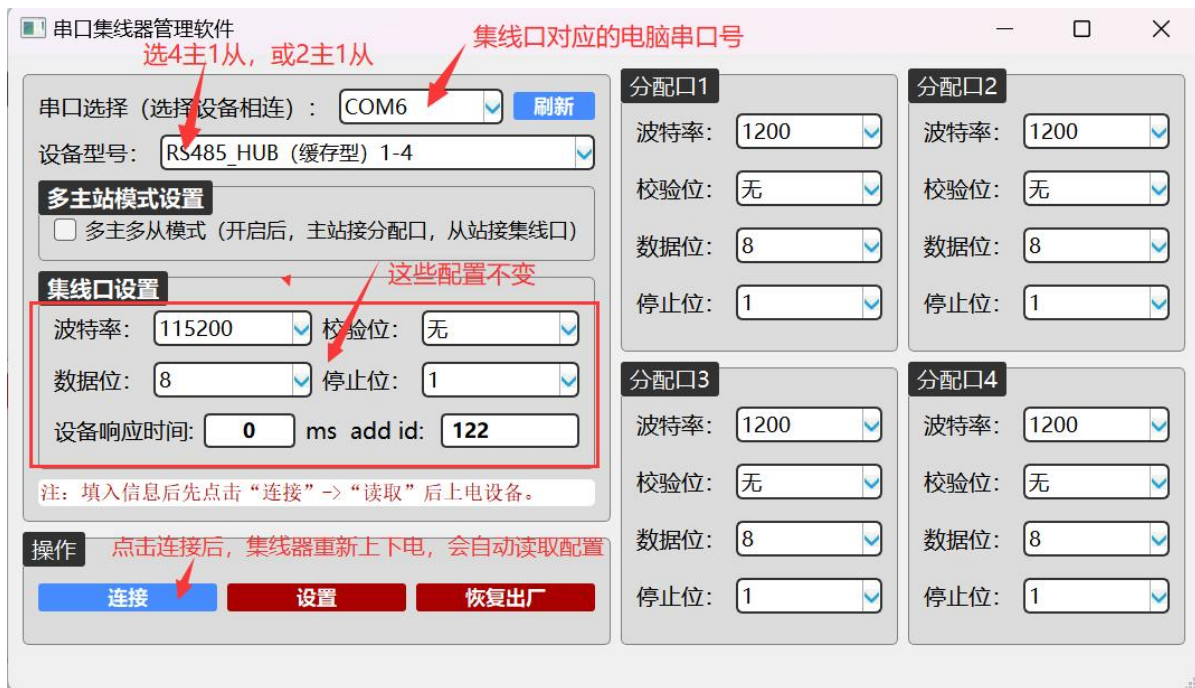 串口集线器管理软件
选4主1从，或2主1从
集线口对应的电脑串口号
串口选择（选择设备相连）: COM6 刷新
设备型号: RS485_HUB（缓存型）1-4
多主站模式设置
多主多从模式（开启后，主站接分配口，从站接集线口）
这些配置不变
集线口设置
波特率: 115200 校验位: 无
数据位: 8 停止位: 1
设备响应时间: 0 ms add id: 122
注: 填入信息后先点击“连接”->“读取”后上电设备。
操作
点击连接后，集线器重新上下电，会自动读取配置
连接 设置 恢复出厂
分配口1
波特率: 1200
校验位: 无
数据位: 8
停止位: 1
分配口2
波特率: 1200
校验位: 无
数据位: 8
停止位: 1
分配口3
波特率: 1200
校验位: 无
数据位: 8
停止位: 1
分配口4
波特率: 1200
校验位: 无
数据位: 8
停止位: 1